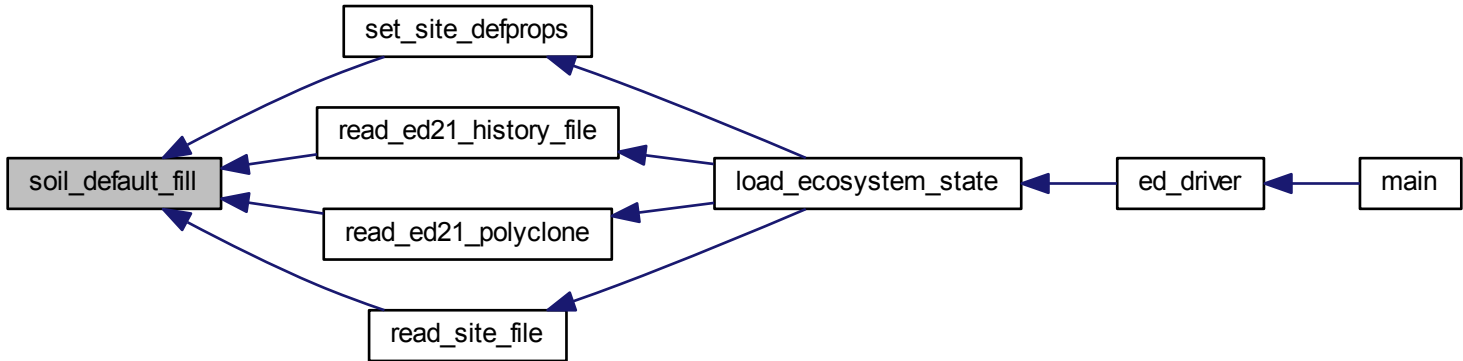 set_site_defprops
read_ed21_history_file
soil_default_fill
load_ecosystem_state
ed_driver
main
read_ed21_polyclone
read_site_file